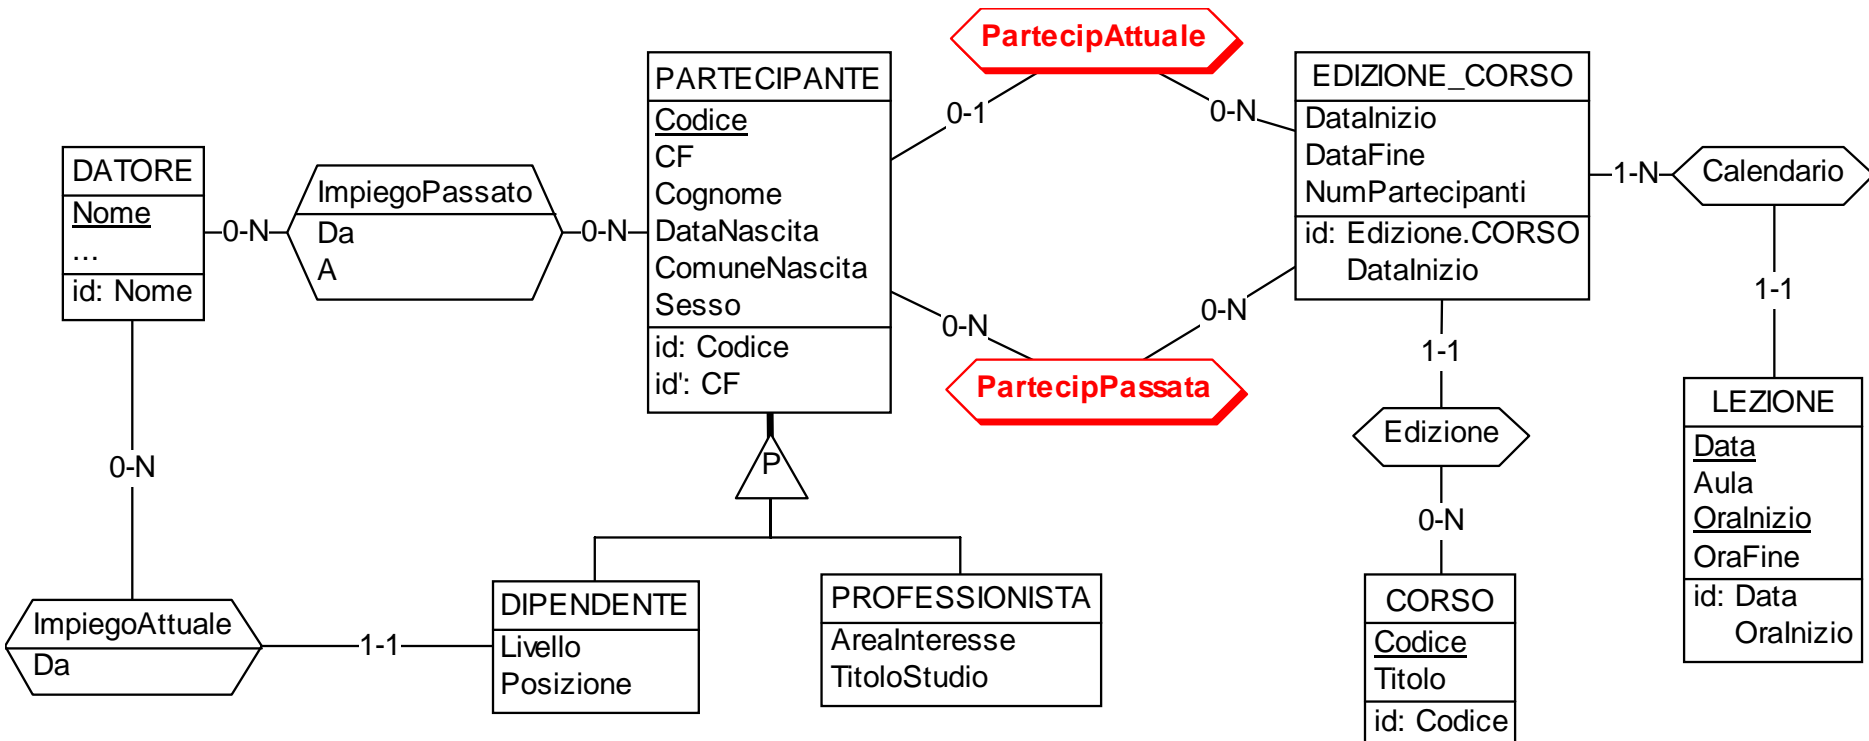 PartecipAttuale
PARTECIPANTE
Codice
CF
Cognome
DataNascita
ComuneNascita
Sesso
id: Codice
id': CF
EDIZIONE_CORSO
DataInizio
DataFine
NumPartecipanti
id: Edizione.CORSO
DataInizio
0-1
0-N
DATORE
Nome
...
id: Nome
0-N
ImpiegoPassato
Da
A
0-N
1-N
Calendario
0-N
0-N
PartecipPassata
1-1
1-1
P
Edizione
LEZIONE
Data
Aula
OraInizio
OraFine
id: Data
OraInizio
0-N
0-N
ImpiegoAttuale
Da
1-1
DIPENDENTE
Livello
Posizione
PROFESSIONISTA
AreaInteresse
TitoloStudio
CORSO
Codice
Titolo
id: Codice